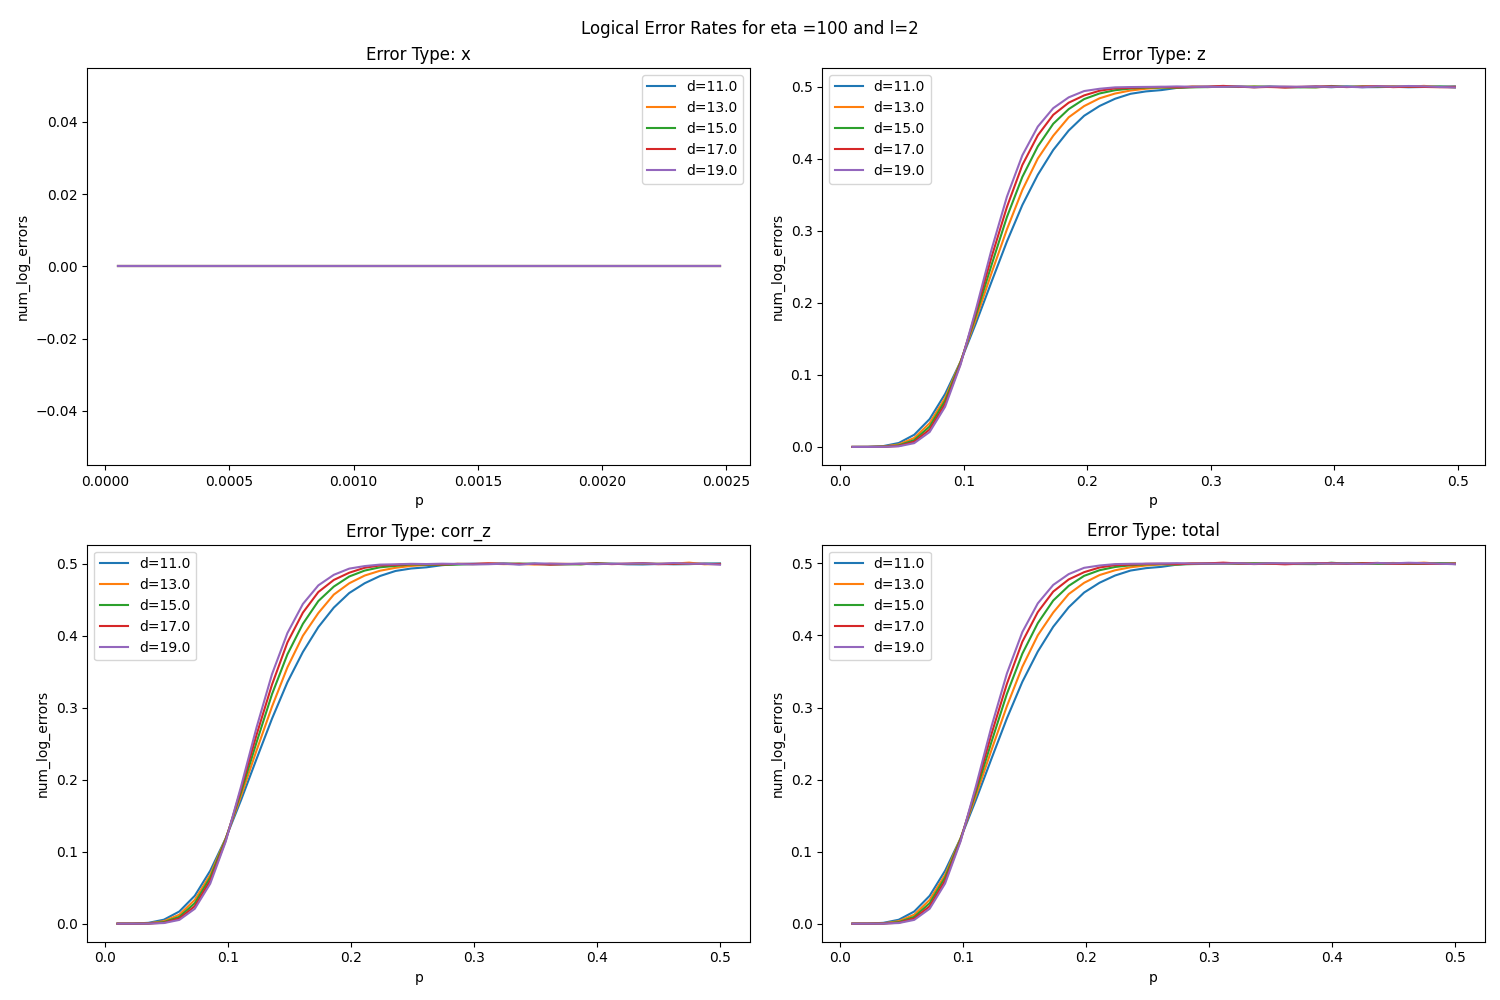 Logical Error Rates for eta =100 and l=2
Error Type: x
d=11.0
d=13.0
d=15.0
d=17.0
d=19.0
0.04
0.02
0.00
−0.02
−0.04
num_log_errors
0.0000 0.0005 0.0010 0.0015 0.0020 0.0025
p
Error Type: z
d=11.0
d=13.0
d=15.0
d=17.0
d=19.0
0.5
0.4
0.3
0.2
0.1
0.0
num_log_errors
0.0 0.1 0.2 0.3 0.4 0.5
p
Error Type: corr_z
d=11.0
d=13.0
d=15.0
d=17.0
d=19.0
0.5
0.4
0.3
0.2
0.1
0.0
num_log_errors
0.0 0.1 0.2 0.3 0.4 0.5
p
Error Type: total
d=11.0
d=13.0
d=15.0
d=17.0
d=19.0
0.5
0.4
0.3
0.2
0.1
0.0
num_log_errors
0.0 0.1 0.2 0.3 0.4 0.5
p